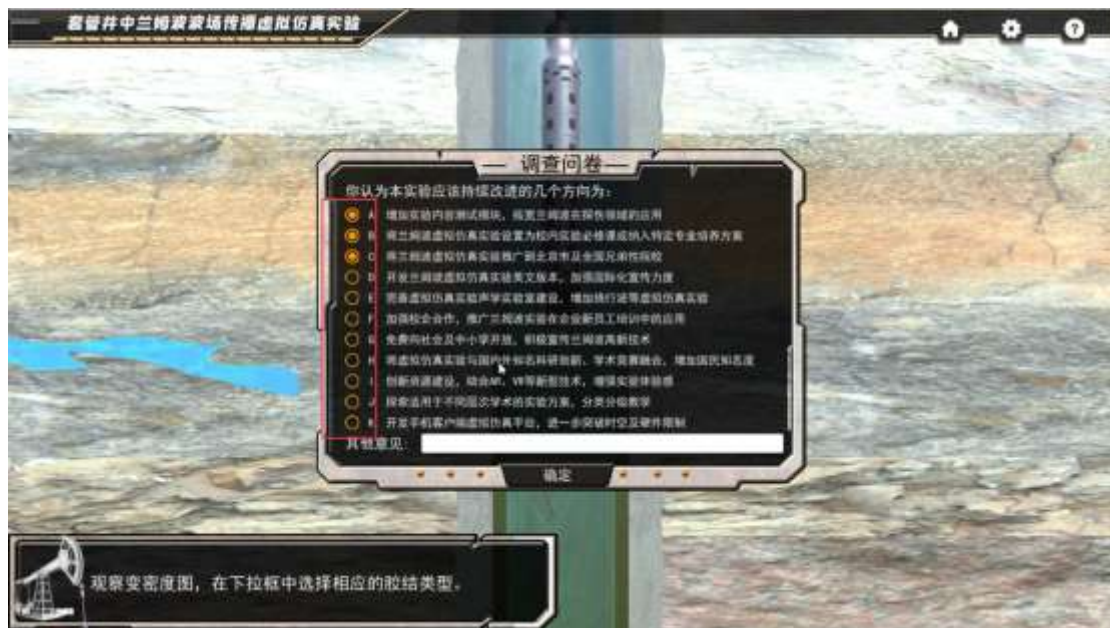 套管井中兰姆波波场传播虚拟仿真实验
调查问卷
你认为本实验应该持续改进的几个方向为：
A 增加实验内容测试模块，拓宽兰姆波在探伤领域的应用
B 将兰姆波虚拟仿真实验设置为校内实验必修课或纳入特定专业培养方案
C 将兰姆波虚拟仿真实验推广到北京市及全国兄弟性院校
D 开发兰姆波虚拟仿真实验英文版本，加强国际化宣传力度
E 完善虚拟仿真实验声学实验室建设，增加绕行波等虚拟仿真实验
F 加强校企合作，推广兰姆波实验在企业新员工培训中的应用
G 免费向社会及中小学开放，积极宣传兰姆波高新技术
H 将虚拟仿真实验与国内外知名科研创新、学术竞赛融合，增加国民知名度
I 创新资源建设，结合AR、VR等新型技术，增强实验体验感
J 探索适用于不同层次学术的实验方案，分类分级教学
K 开发手机客户端虚拟仿真平台，进一步突破时空及硬件限制
其他意见：
确定
观察变密度图，在下拉框中选择相应的胶结类型。